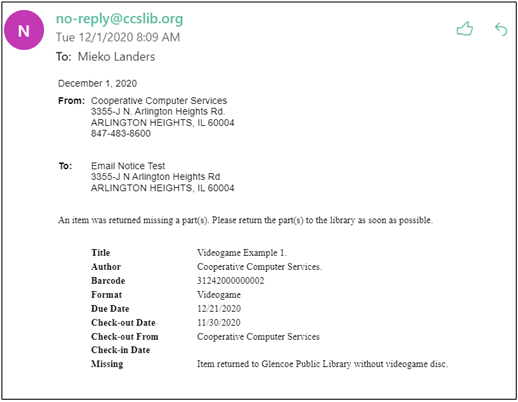 N
no-reply@ccslib.org
Tue 12/1/2020 8:09 AM
To: Mieko Landers
December 1, 2020
From: Cooperative Computer Services
3355-J N. Arlington Heights Rd.
ARLINGTON HEIGHTS, IL 60004
847-483-8600
To: Email Notice Test
3355-J N Arlington Heights Rd
ARLINGTON HEIGHTS, IL 60004
An item was returned missing a part(s). Please return the part(s) to the library as soon as possible.
Title Videogame Example 1.
Author Cooperative Computer Services.
Barcode 31242000000002
Format Videogame
Due Date 12/21/2020
Check-out Date 11/30/2020
Check-out From Cooperative Computer Services
Check-in Date
Missing Item returned to Glencoe Public Library without videogame disc.